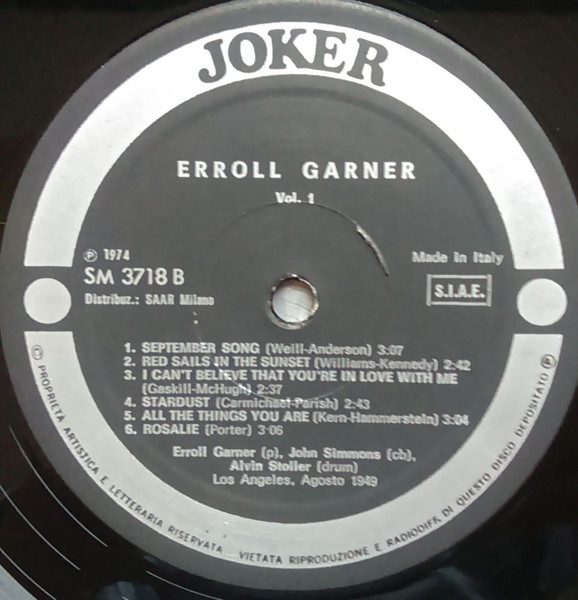 JOKER
ERROLL GARNER
Vol. 1
℗ 1974
SM 3718 B
Distribuz.: SAAR Milano
Made in Italy
S.I.A.E.
1. SEPTEMBER SONG (Weill-Anderson) 3:07
2. RED SAILS IN THE SUNSET (Williams-Kennedy) 2:42
3. I CAN'T BELIEVE THAT YOU'RE IN LOVE WITH ME
(Gaskill-McHugh) 2:37
4. STARDUST (Carmichael-Parish) 2:43
5. ALL THE THINGS YOU ARE (Kern-Hammerstein) 3:04
6. ROSALIE (Porter) 3:06
Erroll Garner (p), John Simmons (cb),
Alvin Stoller (drum)
Los Angeles, Agosto 1949
© PROPRIETA ARTISTICA E LETTERARIA RISERVATA VIETATA RIPRODUZIONE E RADIODIFF. DI QUESTO DISCO DEPOSITATO ℗